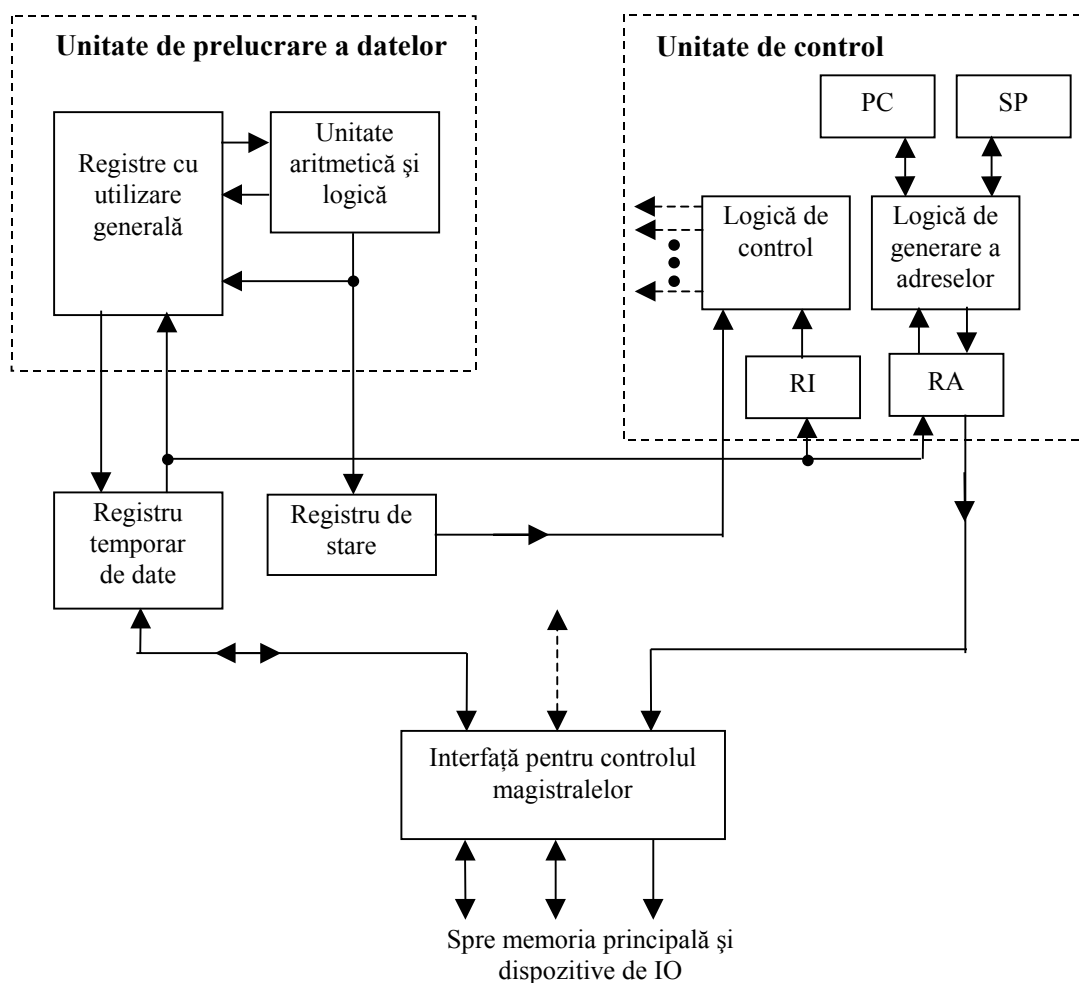 Unitate de prelucrare a datelor
Registre cu
utilizare
generală
Unitate
aritmetică şi
logică
Unitate de control
PC
SP
Logică de
control
Logică de
generare a
adreselor
RI
RA
Registru
temporar
de date
Registru de
stare
Interfață pentru controlul
magistralelor
Spre memoria principală şi
dispozitive de IO